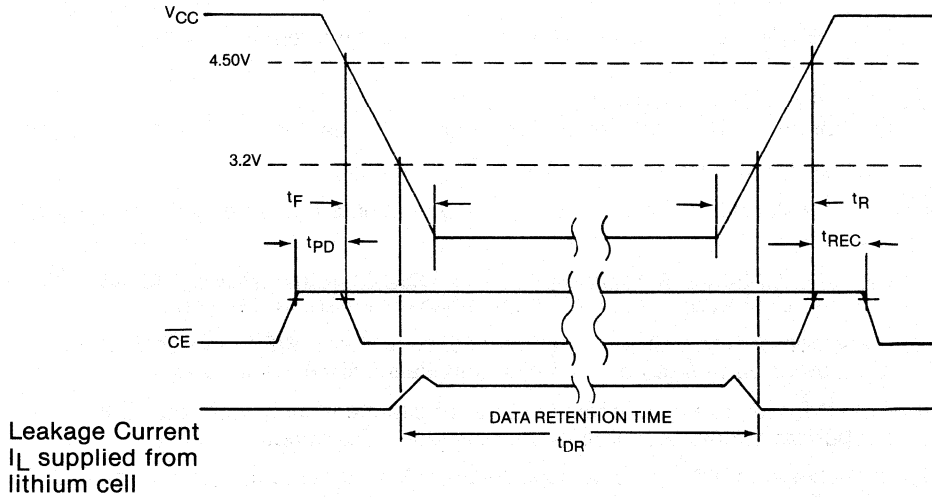 VCC
4.50V
3.2V
tF
tR
tPD
tREC
CE
DATA RETENTION TIME
tDR
Leakage Current
IL supplied from
lithium cell